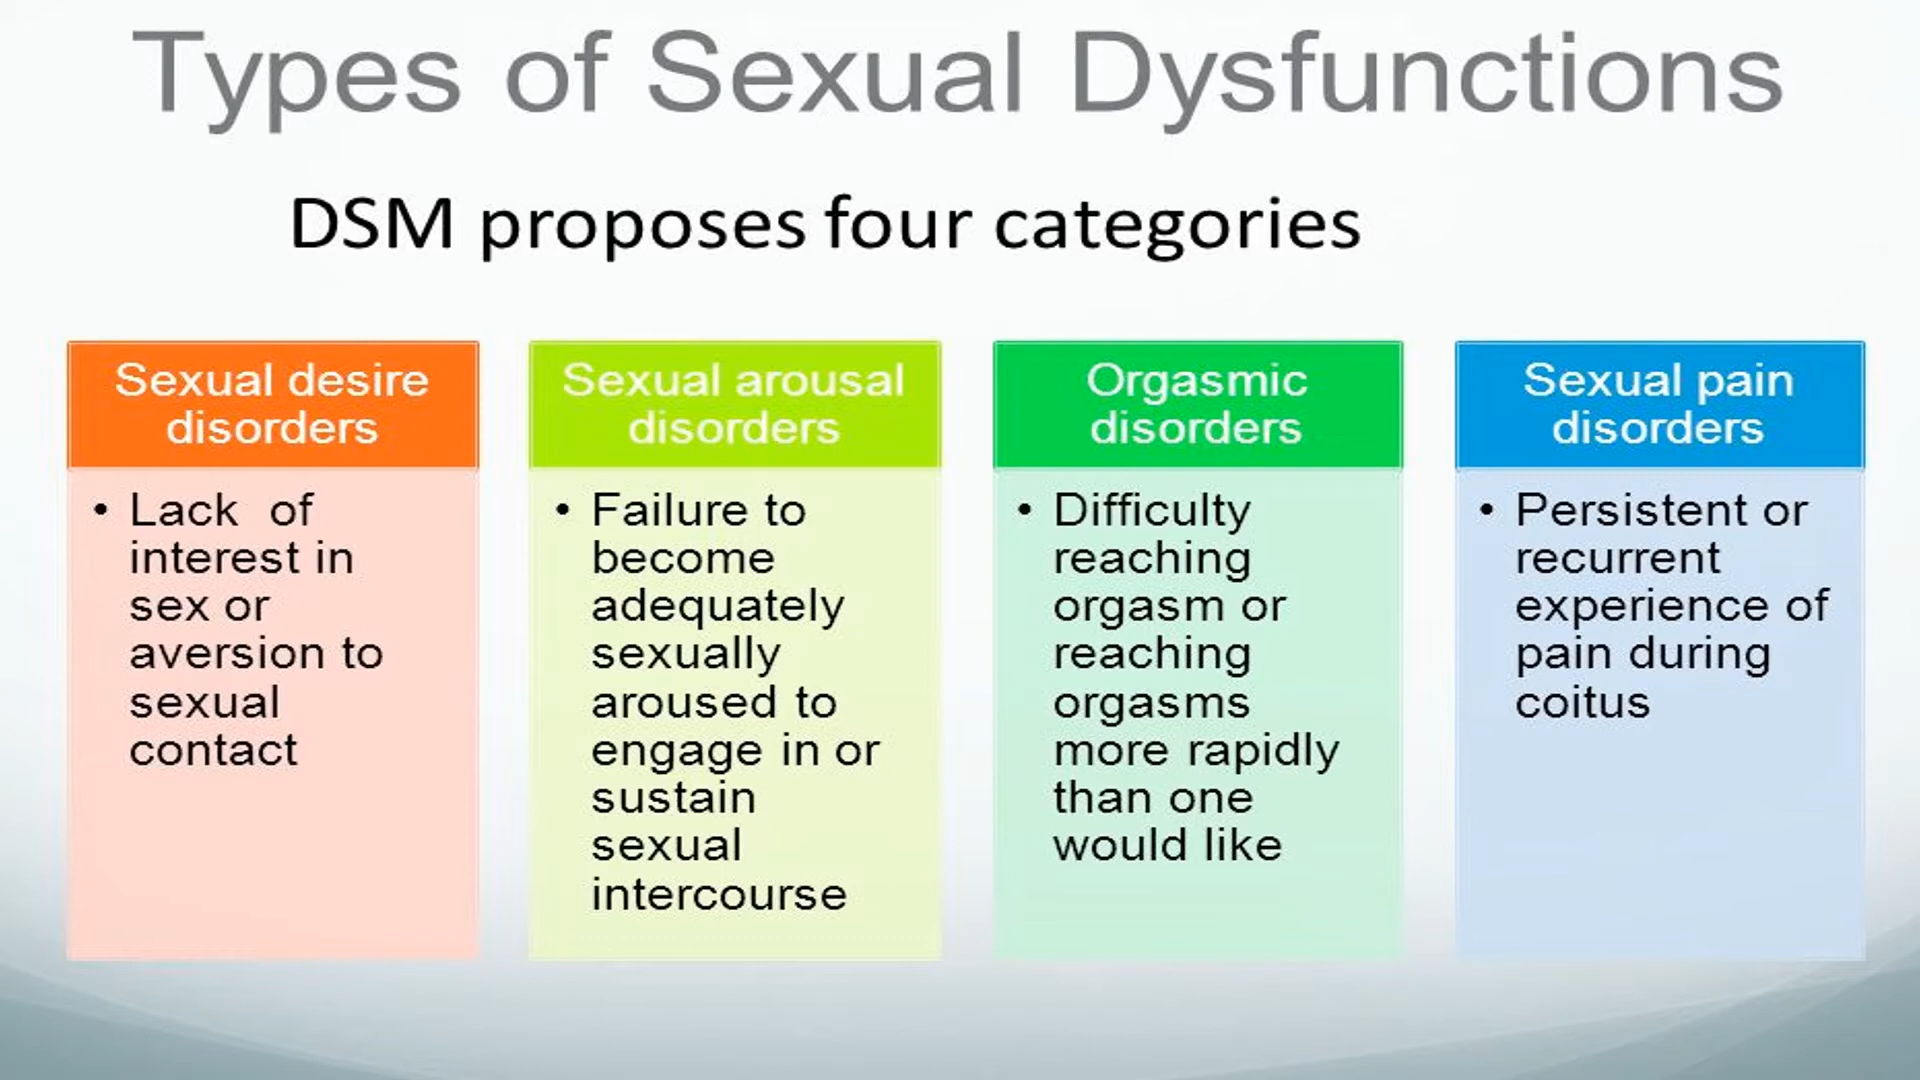 Types of Sexual Dysfunctions
DSM proposes four categories
Sexual desire
disorders
• Lack of
interest in
sex or
aversion to
sexual
contact
Sexual arousal
disorders
• Failure to
become
adequately
sexually
aroused to
engage in or
sustain
sexual
intercourse
Orgasmic
disorders
• Difficulty
reaching
orgasm or
reaching
orgasms
more rapidly
than one
would like
Sexual pain
disorders
• Persistent or
recurrent
experience of
pain during
coitus